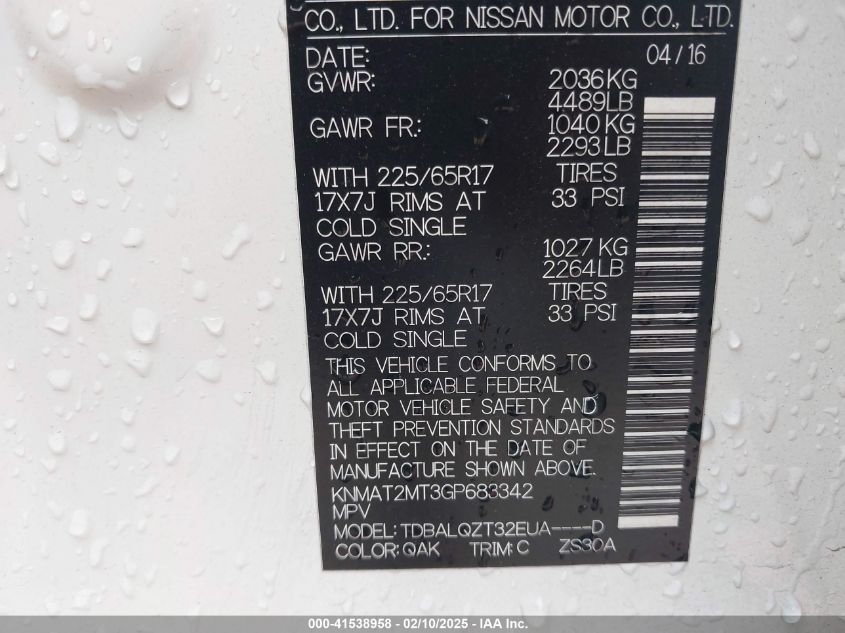 CO., LTD. FOR NISSAN MOTOR CO., LTD.
DATE: 04/16
GVWR: 2036KG
4489LB
GAWR FR.: 1040KG
2293LB
WITH 225/65R17 TIRES
17X7J RIMS AT 33 PSI
COLD SINGLE
GAWR RR.: 1027KG
2264LB
WITH 225/65R17 TIRES
17X7J RIMS AT 33 PSI
COLD SINGLE
THIS VEHICLE CONFORMS TO
ALL APPLICABLE FEDERAL
MOTOR VEHICLE SAFETY AND
THEFT PREVENTION STANDARDS
IN EFFECT ON THE DATE OF
MANUFACTURE SHOWN ABOVE.
KNMAT2MT3GP683342
MPV
MODEL: TDBALQZT32EUA----D
COLOR: QAK TRIM: C ZS30A
000-41538958 - 02/10/2025 - IAA Inc.